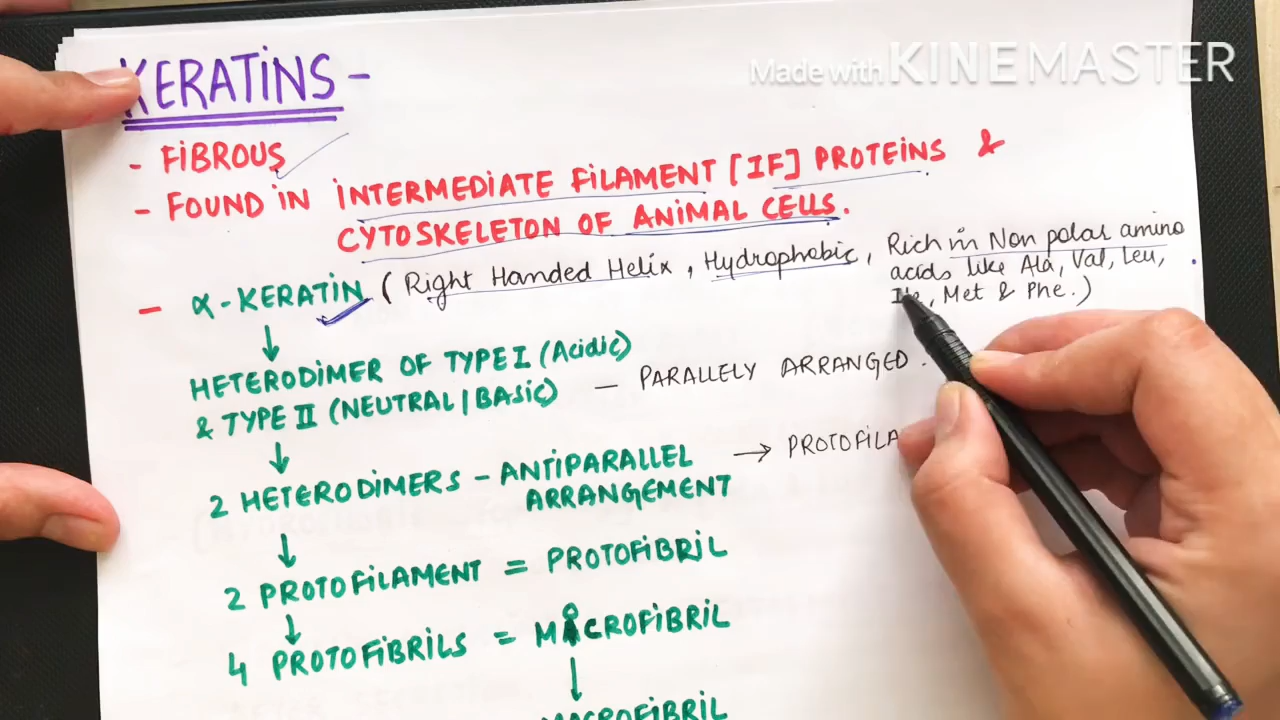 Made with KINEMASTER
KERATINS -
- FIBROUS
- FOUND IN INTERMEDIATE FILAMENT [IF] PROTEINS &
CYTOSKELETON OF ANIMAL CELLS.
- α-KERATIN (Right Handed Helix, Hydrophobic, Rich in Non polar amino
acids like Ala, Val, Leu,
Met & Phe.)
↓
HETERODIMER OF TYPE I (Acidic)
& TYPE II (NEUTRAL/BASIC) — PARALLELY ARRANGED.
↓
2 HETERODIMERS - ANTIPARALLEL → PROTOFILA
ARRANGEMENT
↓
2 PROTOFILAMENT = PROTOFIBRIL
↓
4 PROTOFIBRILS = MICROFIBRIL
↓
MACROFIBRIL